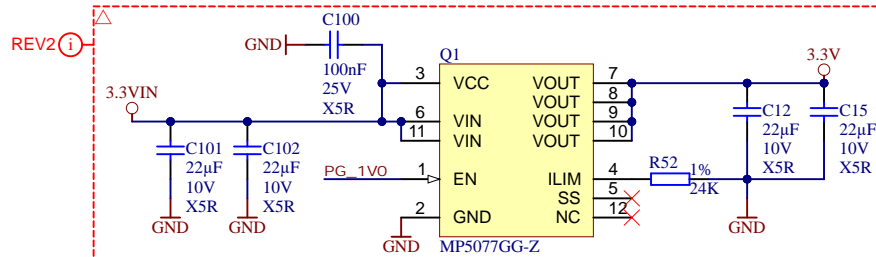 REV2
i
C100
GND
100nF
25V
X5R
Q1
3.3VIN
3.3V
3
VCC
VOUT
7
VOUT
8
6
VIN
VOUT
9
11
VIN
VOUT
10
C101
22µF
10V
X5R
C102
22µF
10V
X5R
C12
22µF
10V
X5R
C15
22µF
10V
X5R
PG_1V0
1
EN
ILIM
4
R52
1%
24K
SS
5
2
GND
NC
12
GND
GND
GND
GND
MP5077GG-Z